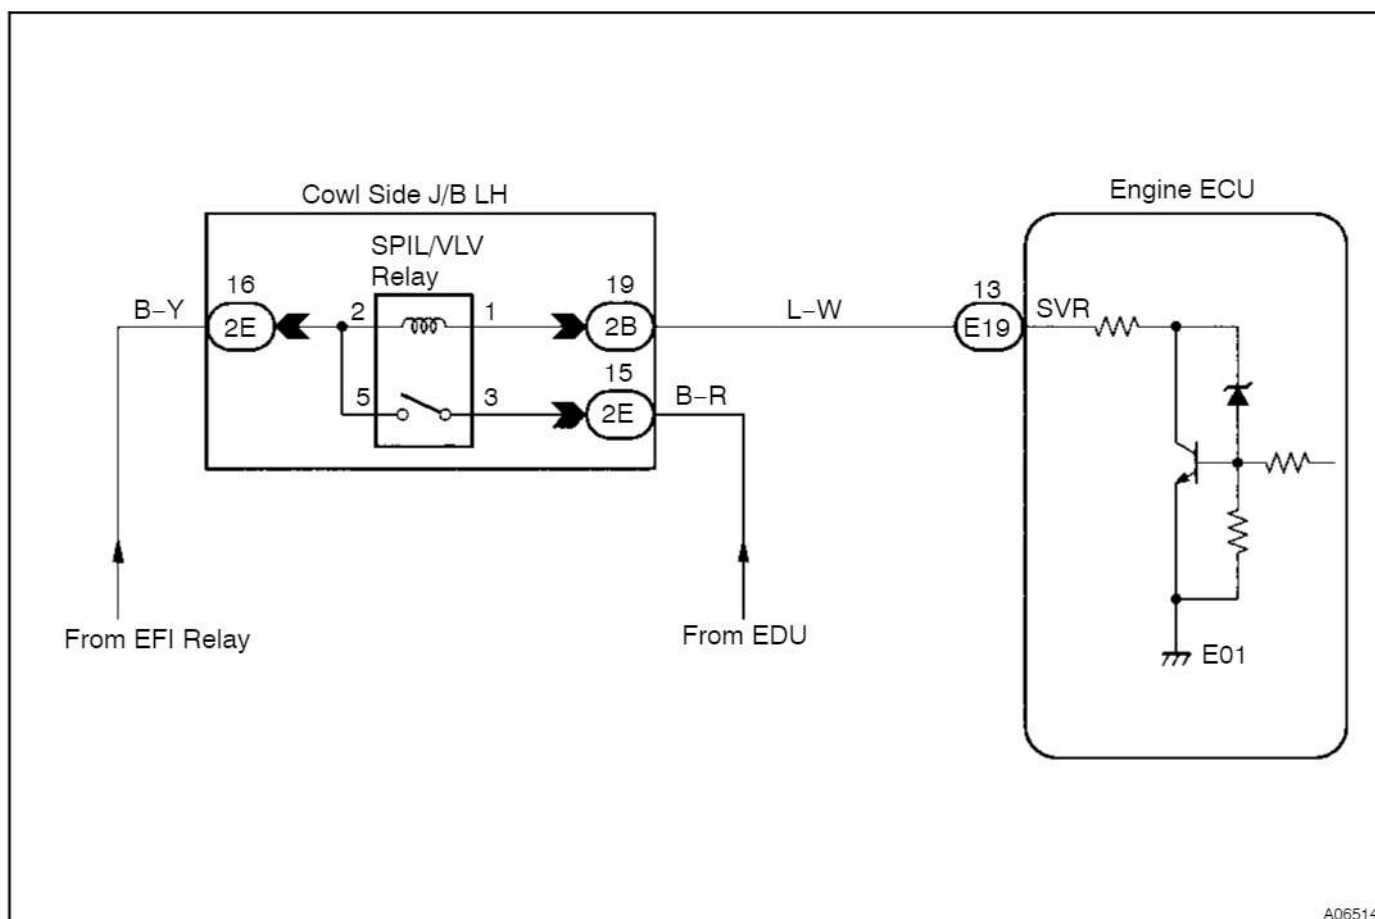 Cowl Side J/B LH
Engine ECU
SPIL/VLV
Relay
16
2
1
19
13
B–Y
2E
2B
L–W
E19
SVR
15
5
3
2E
B–R
From EFI Relay
From EDU
E01
A06514